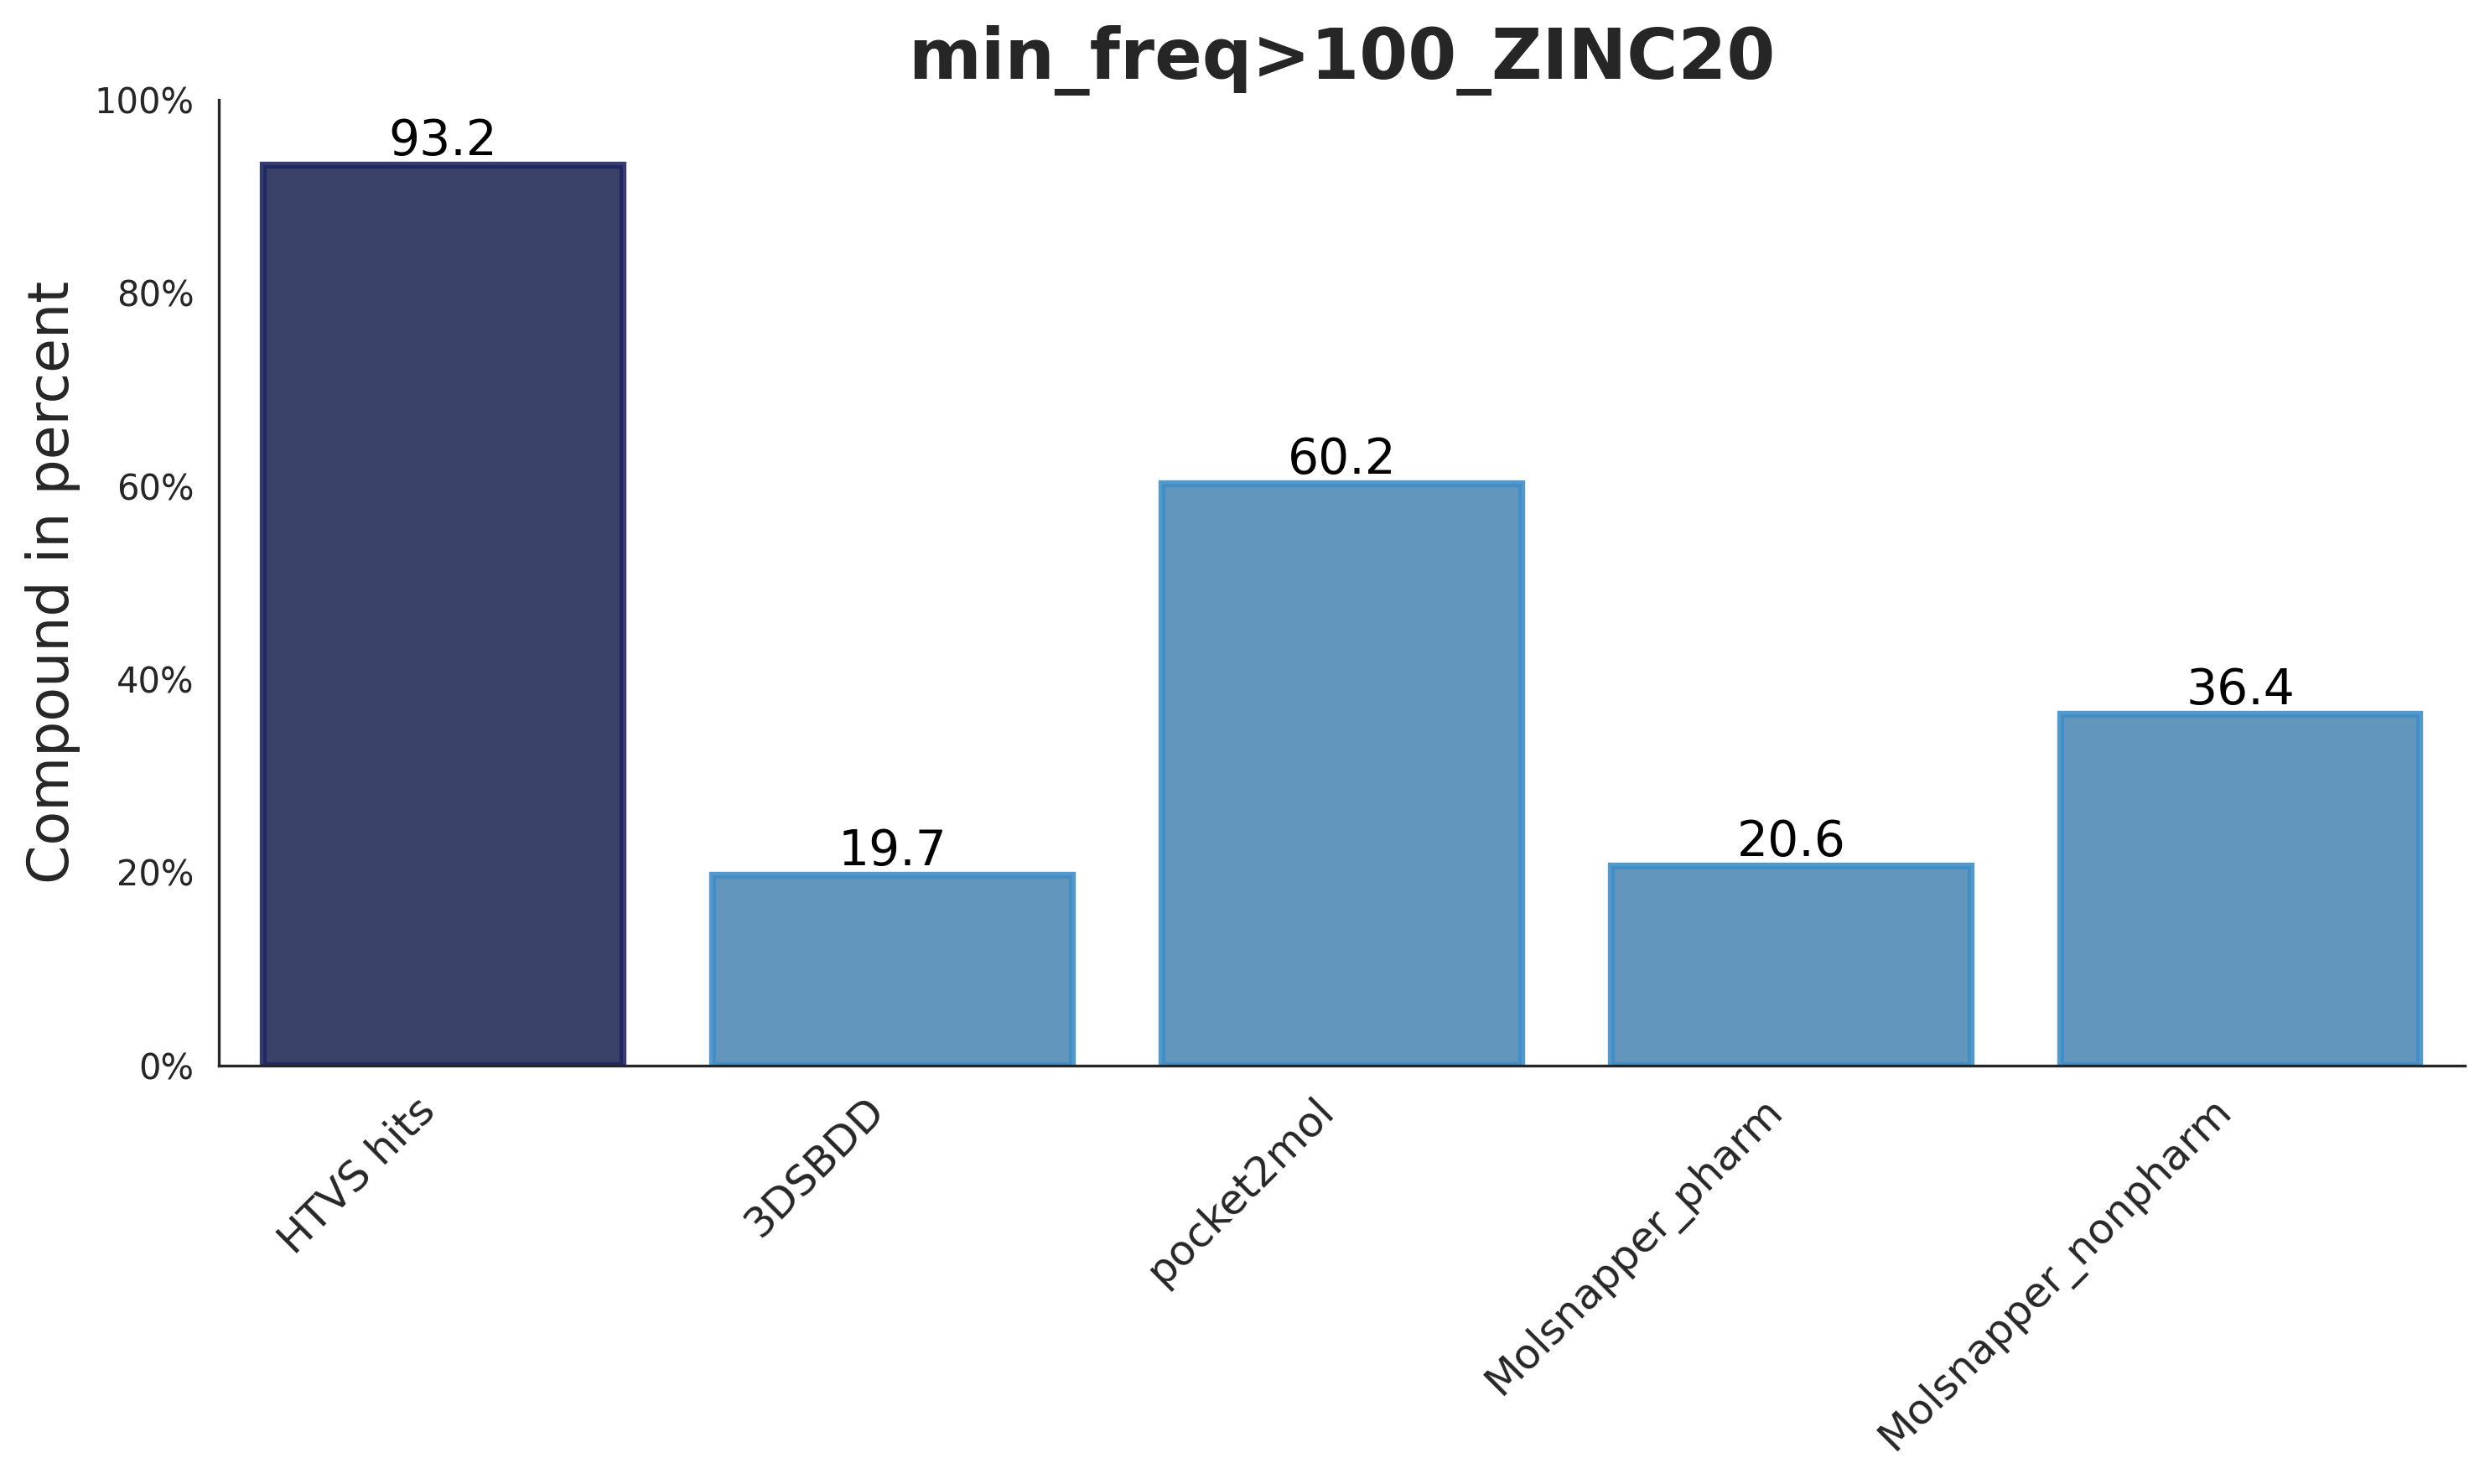 min_freq>100_ZINC20
Compound in percent
100%
80%
60%
40%
20%
0%
93.2
19.7
60.2
20.6
36.4
HTVS hits
3DSBDD
pocket2mol
Molsnapper_pharm
Molsnapper_nonpharm